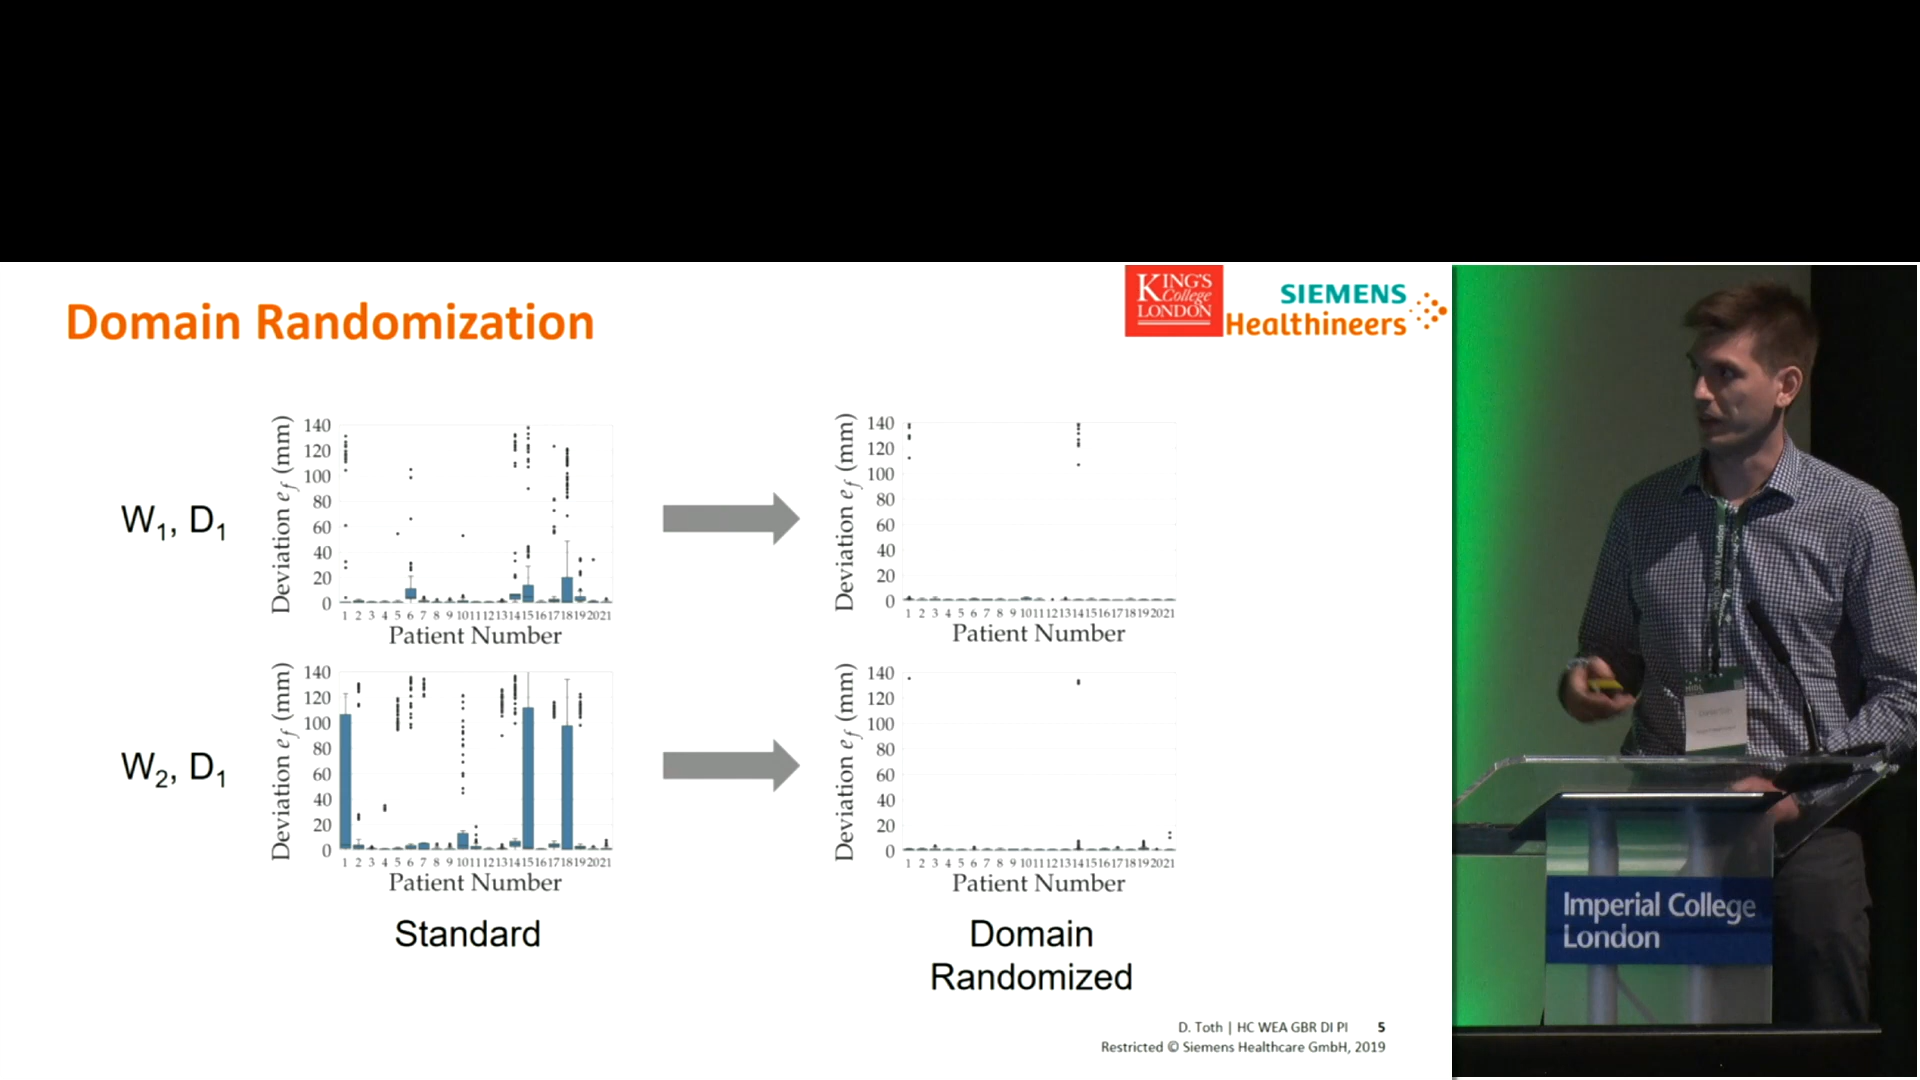 Domain Randomization
KING'S
College
LONDON
SIEMENS
Healthineers
W1, D1
Deviation ef (mm)
140
120
100
80
60
40
20
0
1 2 3 4 5 6 7 8 9 10 11 12 13 14 15 16 17 18 19 20 21
Patient Number
Deviation ef (mm)
140
120
100
80
60
40
20
0
1 2 3 4 5 6 7 8 9 10 11 12 13 14 15 16 17 18 19 20 21
Patient Number
W2, D1
Deviation ef (mm)
140
120
100
80
60
40
20
0
1 2 3 4 5 6 7 8 9 10 11 12 13 14 15 16 17 18 19 20 21
Patient Number
Deviation ef (mm)
140
120
100
80
60
40
20
0
1 2 3 4 5 6 7 8 9 10 11 12 13 14 15 16 17 18 19 20 21
Patient Number
Standard
Domain
Randomized
D. Toth | HC WEA GBR DI PI 5
Restricted © Siemens Healthcare GmbH, 2019
Imperial College
London